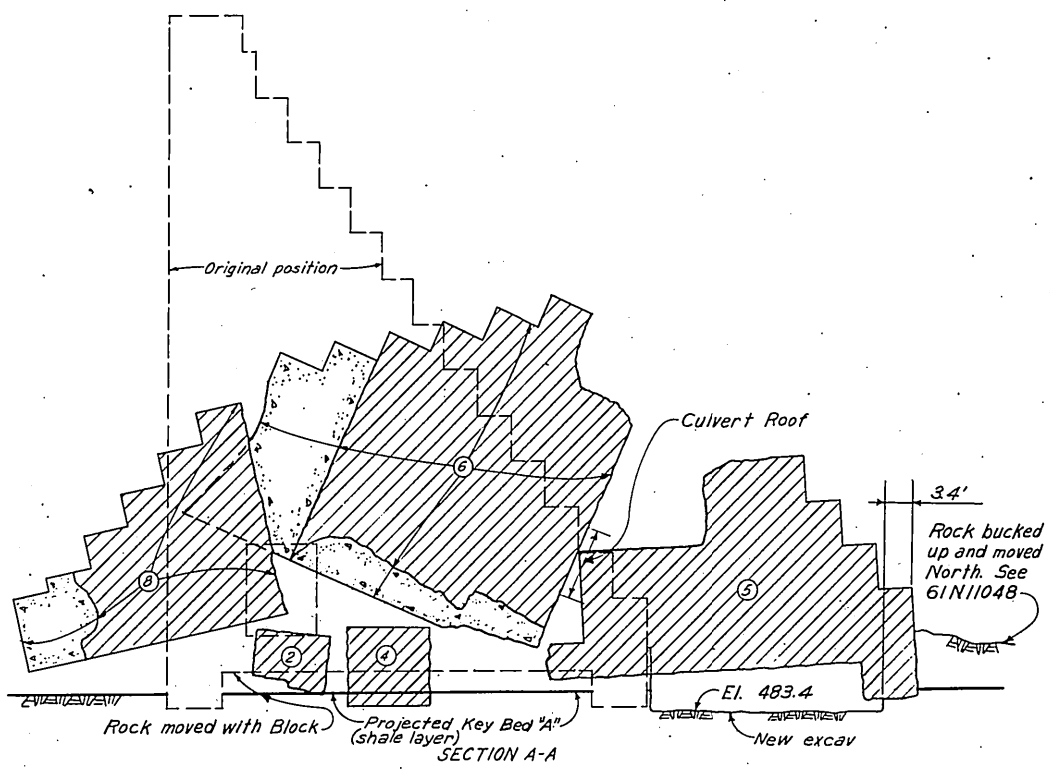 Original position
Culvert Roof
3.4'
Rock bucked
up and moved
North. See
61N11048
6
8
5
2
4
El. 483.4
Rock moved with Block
Projected Key Bed "A"
(shale layer)
New excav
SECTION A-A